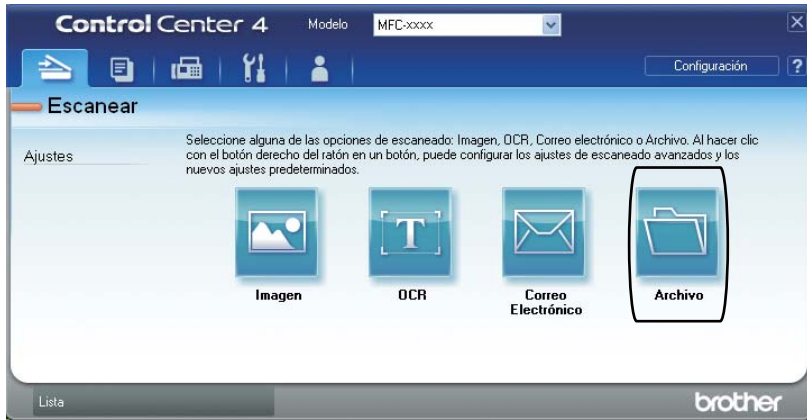 Control Center 4
Modelo
MFC-xxxx
Configuración
?
Escanear
Ajustes
Seleccione alguna de las opciones de escaneado: Imagen, OCR, Correo electrónico o Archivo. Al hacer clic
con el botón derecho del ratón en un botón, puede configurar los ajustes de escaneado avanzados y los
nuevos ajustes predeterminados.
T
Imagen
OCR
Correo
Electrónico
Archivo
Lista
brother